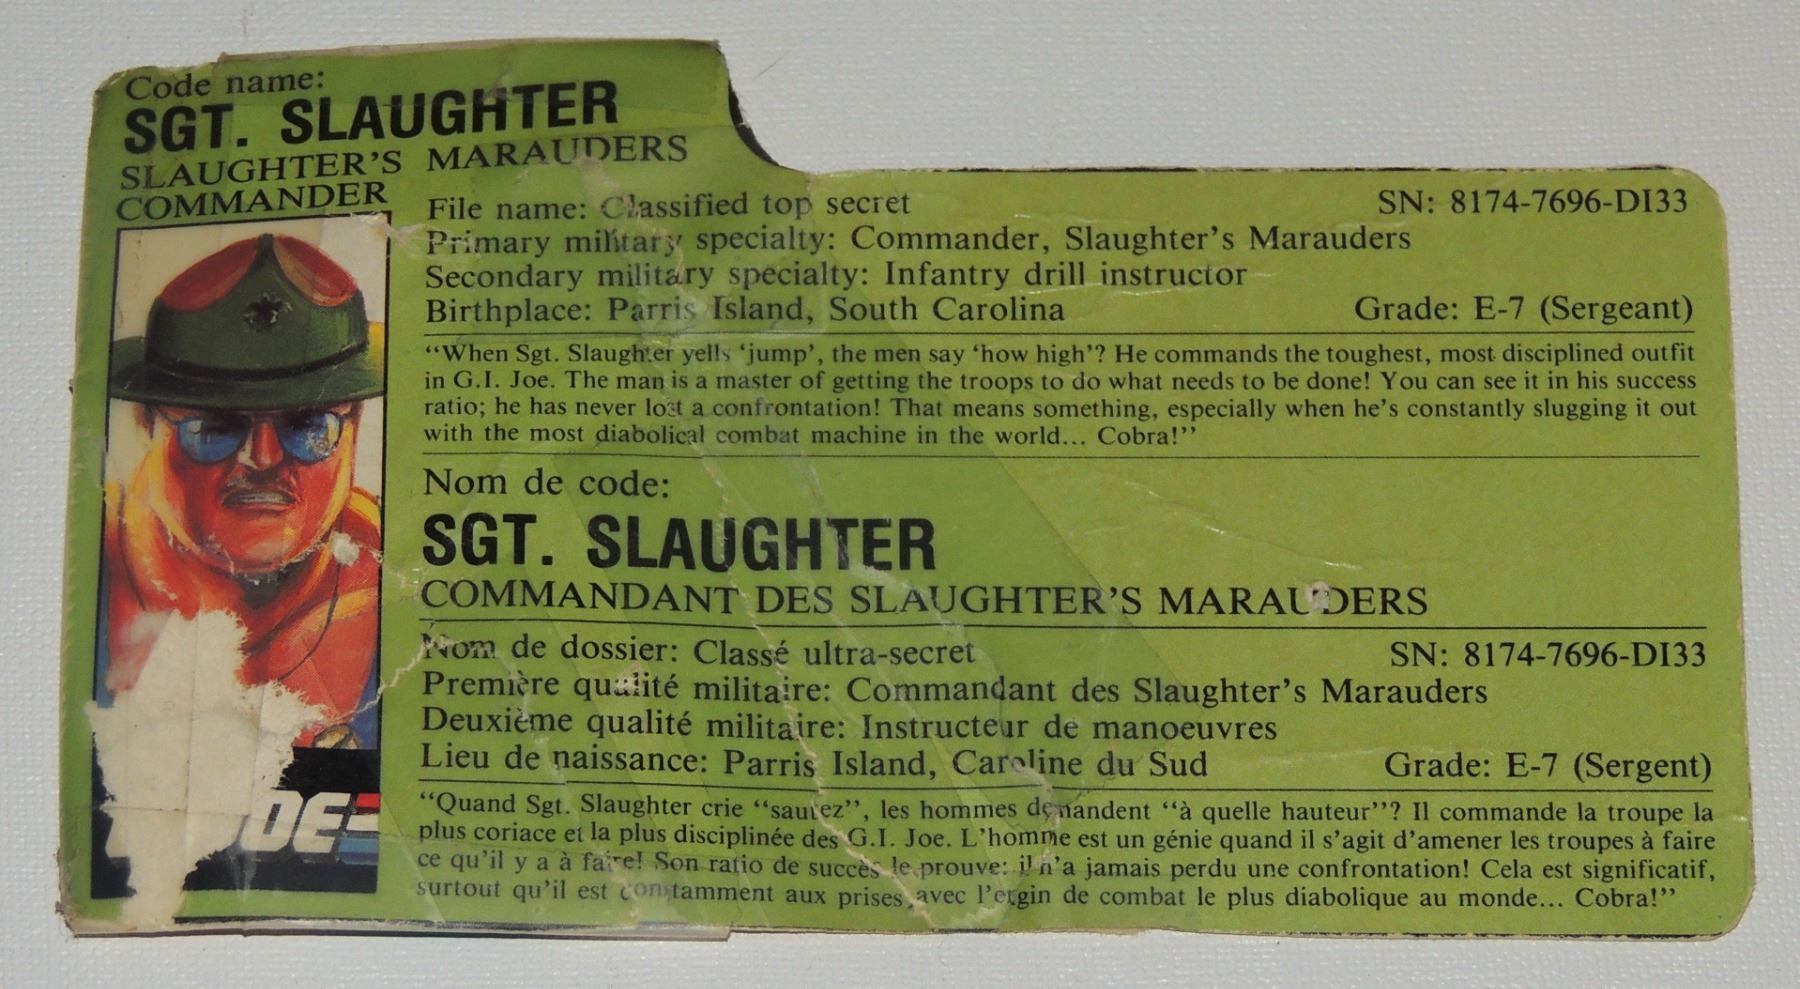 Code name:
SGT. SLAUGHTER
SLAUGHTER'S MARAUDERS
COMMANDER
File name: Classified top secret
SN: 8174-7696-DI33
Primary military specialty: Commander, Slaughter's Marauders
Secondary military specialty: Infantry drill instructor
Birthplace: Parris Island, South Carolina
Grade: E-7 (Sergeant)
“When Sgt. Slaughter yells ‘jump’, the men say ‘how high’? He commands the toughest, most disciplined outfit
in G.I. Joe. The man is a master of getting the troops to do what needs to be done! You can see it in his success
ratio; he has never lost a confrontation! That means something, especially when he's constantly slugging it out
with the most diabolical combat machine in the world... Cobra!”
Nom de code:
SGT. SLAUGHTER
COMMANDANT DES SLAUGHTER'S MARAUDERS
Nom de dossier: Classé ultra-secret
SN: 8174-7696-DI33
Première qualité militaire: Commandant des Slaughter's Marauders
Deuxième qualité militaire: Instructeur de manoeuvres
Lieu de naissance: Parris Island, Caroline du Sud
Grade: E-7 (Sergent)
“Quand Sgt. Slaughter crie “sautez”, les hommes demandent “à quelle hauteur”? Il commande la troupe la
plus coriace et la plus disciplinée des G.I. Joe. L'homme est un génie quand il s'agit d'amener les troupes à faire
ce qu'il y a à faire! Son ratio de succès le prouve: il n'a jamais perdu une confrontation! Cela est significatif,
surtout qu'il est constamment aux prises avec l'engin de combat le plus diabolique au monde... Cobra!”
OE